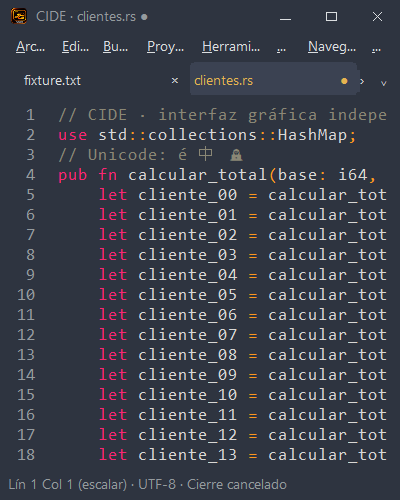 CIDE · clientes.rs ●
Arc... Edi... Bu... Proy... Herrami... ... Naveg... ...
fixture.txt × clientes.rs ● › ⌄
1 // CIDE · interfaz gráfica indepe
2 use std::collections::HashMap;
3 // Unicode: é 中
4 pub fn calcular_total(base: i64,
5 let cliente_00 = calcular_tot
6 let cliente_01 = calcular_tot
7 let cliente_02 = calcular_tot
8 let cliente_03 = calcular_tot
9 let cliente_04 = calcular_tot
10 let cliente_05 = calcular_tot
11 let cliente_06 = calcular_tot
12 let cliente_07 = calcular_tot
13 let cliente_08 = calcular_tot
14 let cliente_09 = calcular_tot
15 let cliente_10 = calcular_tot
16 let cliente_11 = calcular_tot
17 let cliente_12 = calcular_tot
18 let cliente_13 = calcular_tot
Lín 1 Col 1 (escalar) · UTF-8 · Cierre cancelado